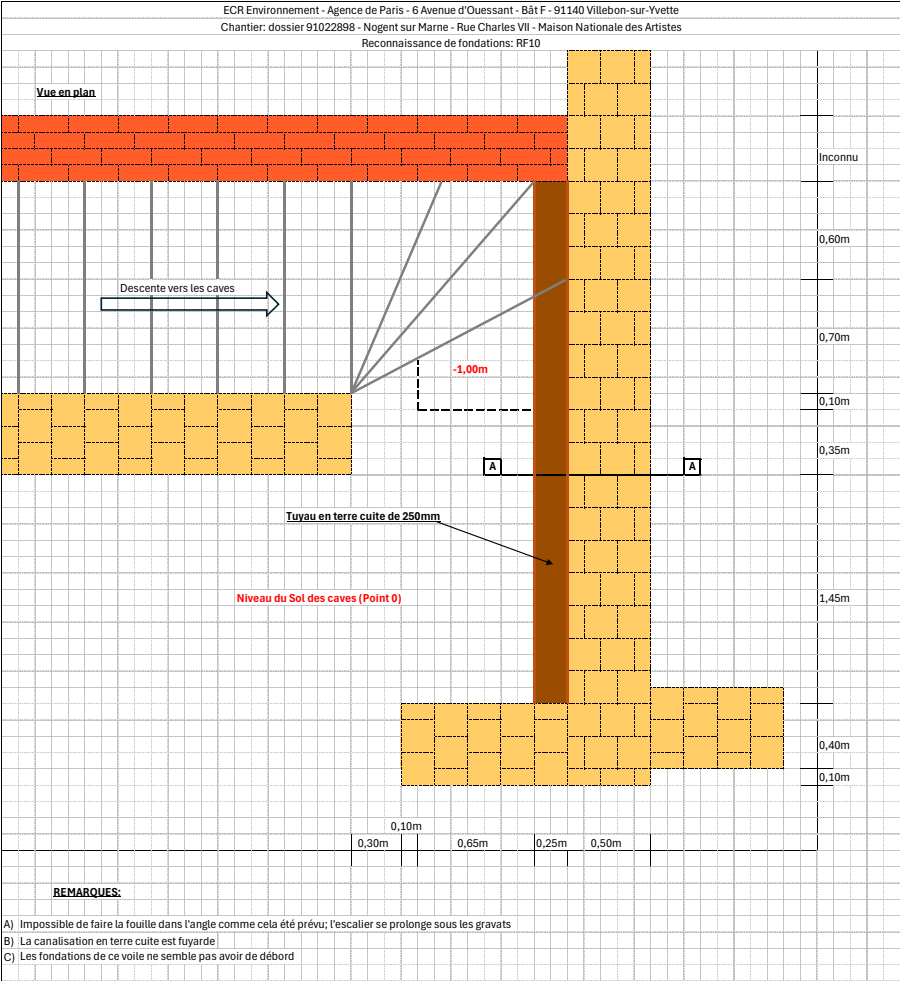 ECR Environnement - Agence de Paris - 6 Avenue d'Ouessant - Bât F - 91140 Villebon-sur-Yvette
Chantier: dossier 91022898 - Nogent sur Marne - Rue Charles VII - Maison Nationale des Artistes
Reconnaissance de fondations: RF10
Vue en plan
Inconnu
0,60m
Descente vers les caves
0,70m
-1,00m
0,10m
0,35m
A A
Tuyau en terre cuite de 250mm
Niveau du Sol des caves (Point 0)
1,45m
0,40m
0,10m
0,10m
0,30m 0,65m 0,25m 0,50m
REMARQUES:
A) Impossible de faire la fouille dans l'angle comme cela été prévu; l'escalier se prolonge sous les gravats
B) La canalisation en terre cuite est fuyarde
C) Les fondations de ce voile ne semble pas avoir de débord